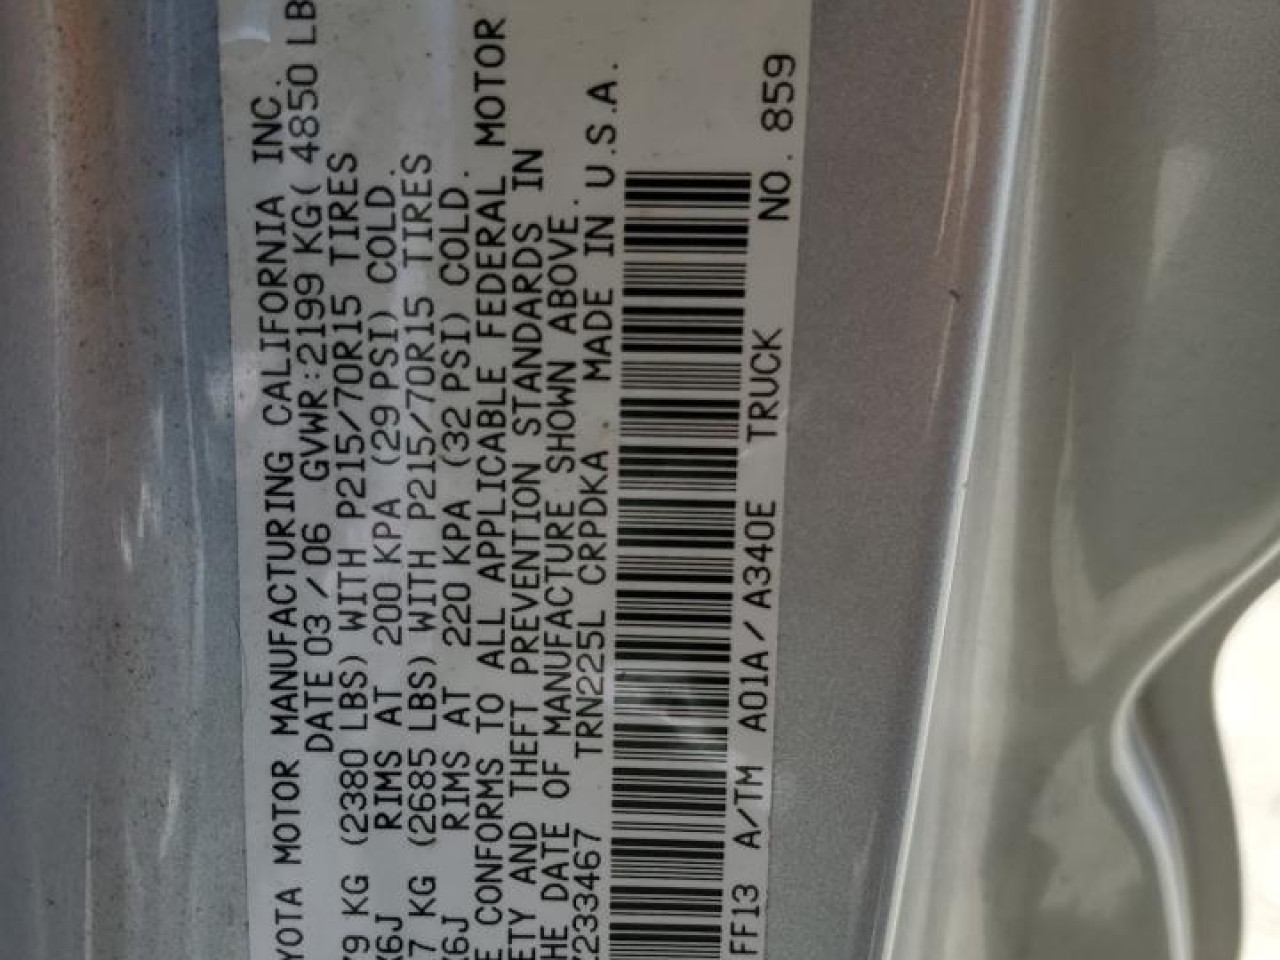 YOTA MOTOR MANUFACTURING CALIFORNIA INC.
DATE 03/06 GVWR:2199 KG( 4850 LB
79 KG (2380 LBS) WITH P215/70R15 TIRES
X6J RIMS AT 200 KPA (29 PSI) COLD.
7 KG (2685 LBS) WITH P215/70R15 TIRES
X6J RIMS AT 220 KPA (32 PSI) COLD.
E CONFORMS TO ALL APPLICABLE FEDERAL MOTOR
ETY AND THEFT PREVENTION STANDARDS IN
HE DATE OF MANUFACTURE SHOWN ABOVE.
Z233467 TRN225L CRPDKA MADE IN U.S.A.
FF13 A/TM A01A/A340E TRUCK NO. 859